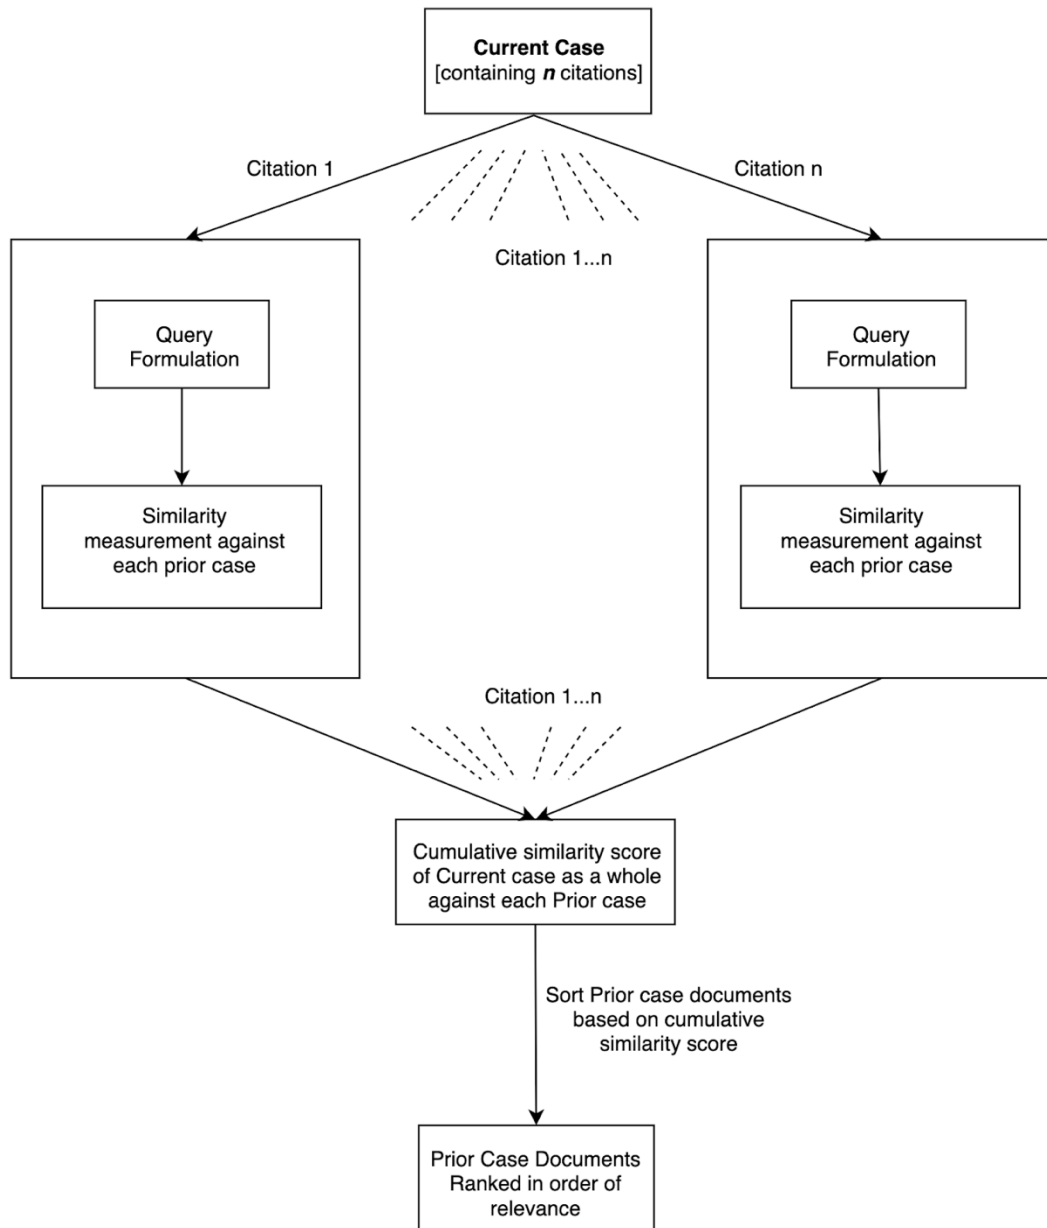 Current Case
[containing n citations]
Citation 1
Citation n
Citation 1...n
Query
Formulation
Similarity
measurement against
each prior case
Query
Formulation
Similarity
measurement against
each prior case
Citation 1...n
Cumulative similarity score
of Current case as a whole
against each Prior case
Sort Prior case documents
based on cumulative
similarity score
Prior Case Documents
Ranked in order of
relevance